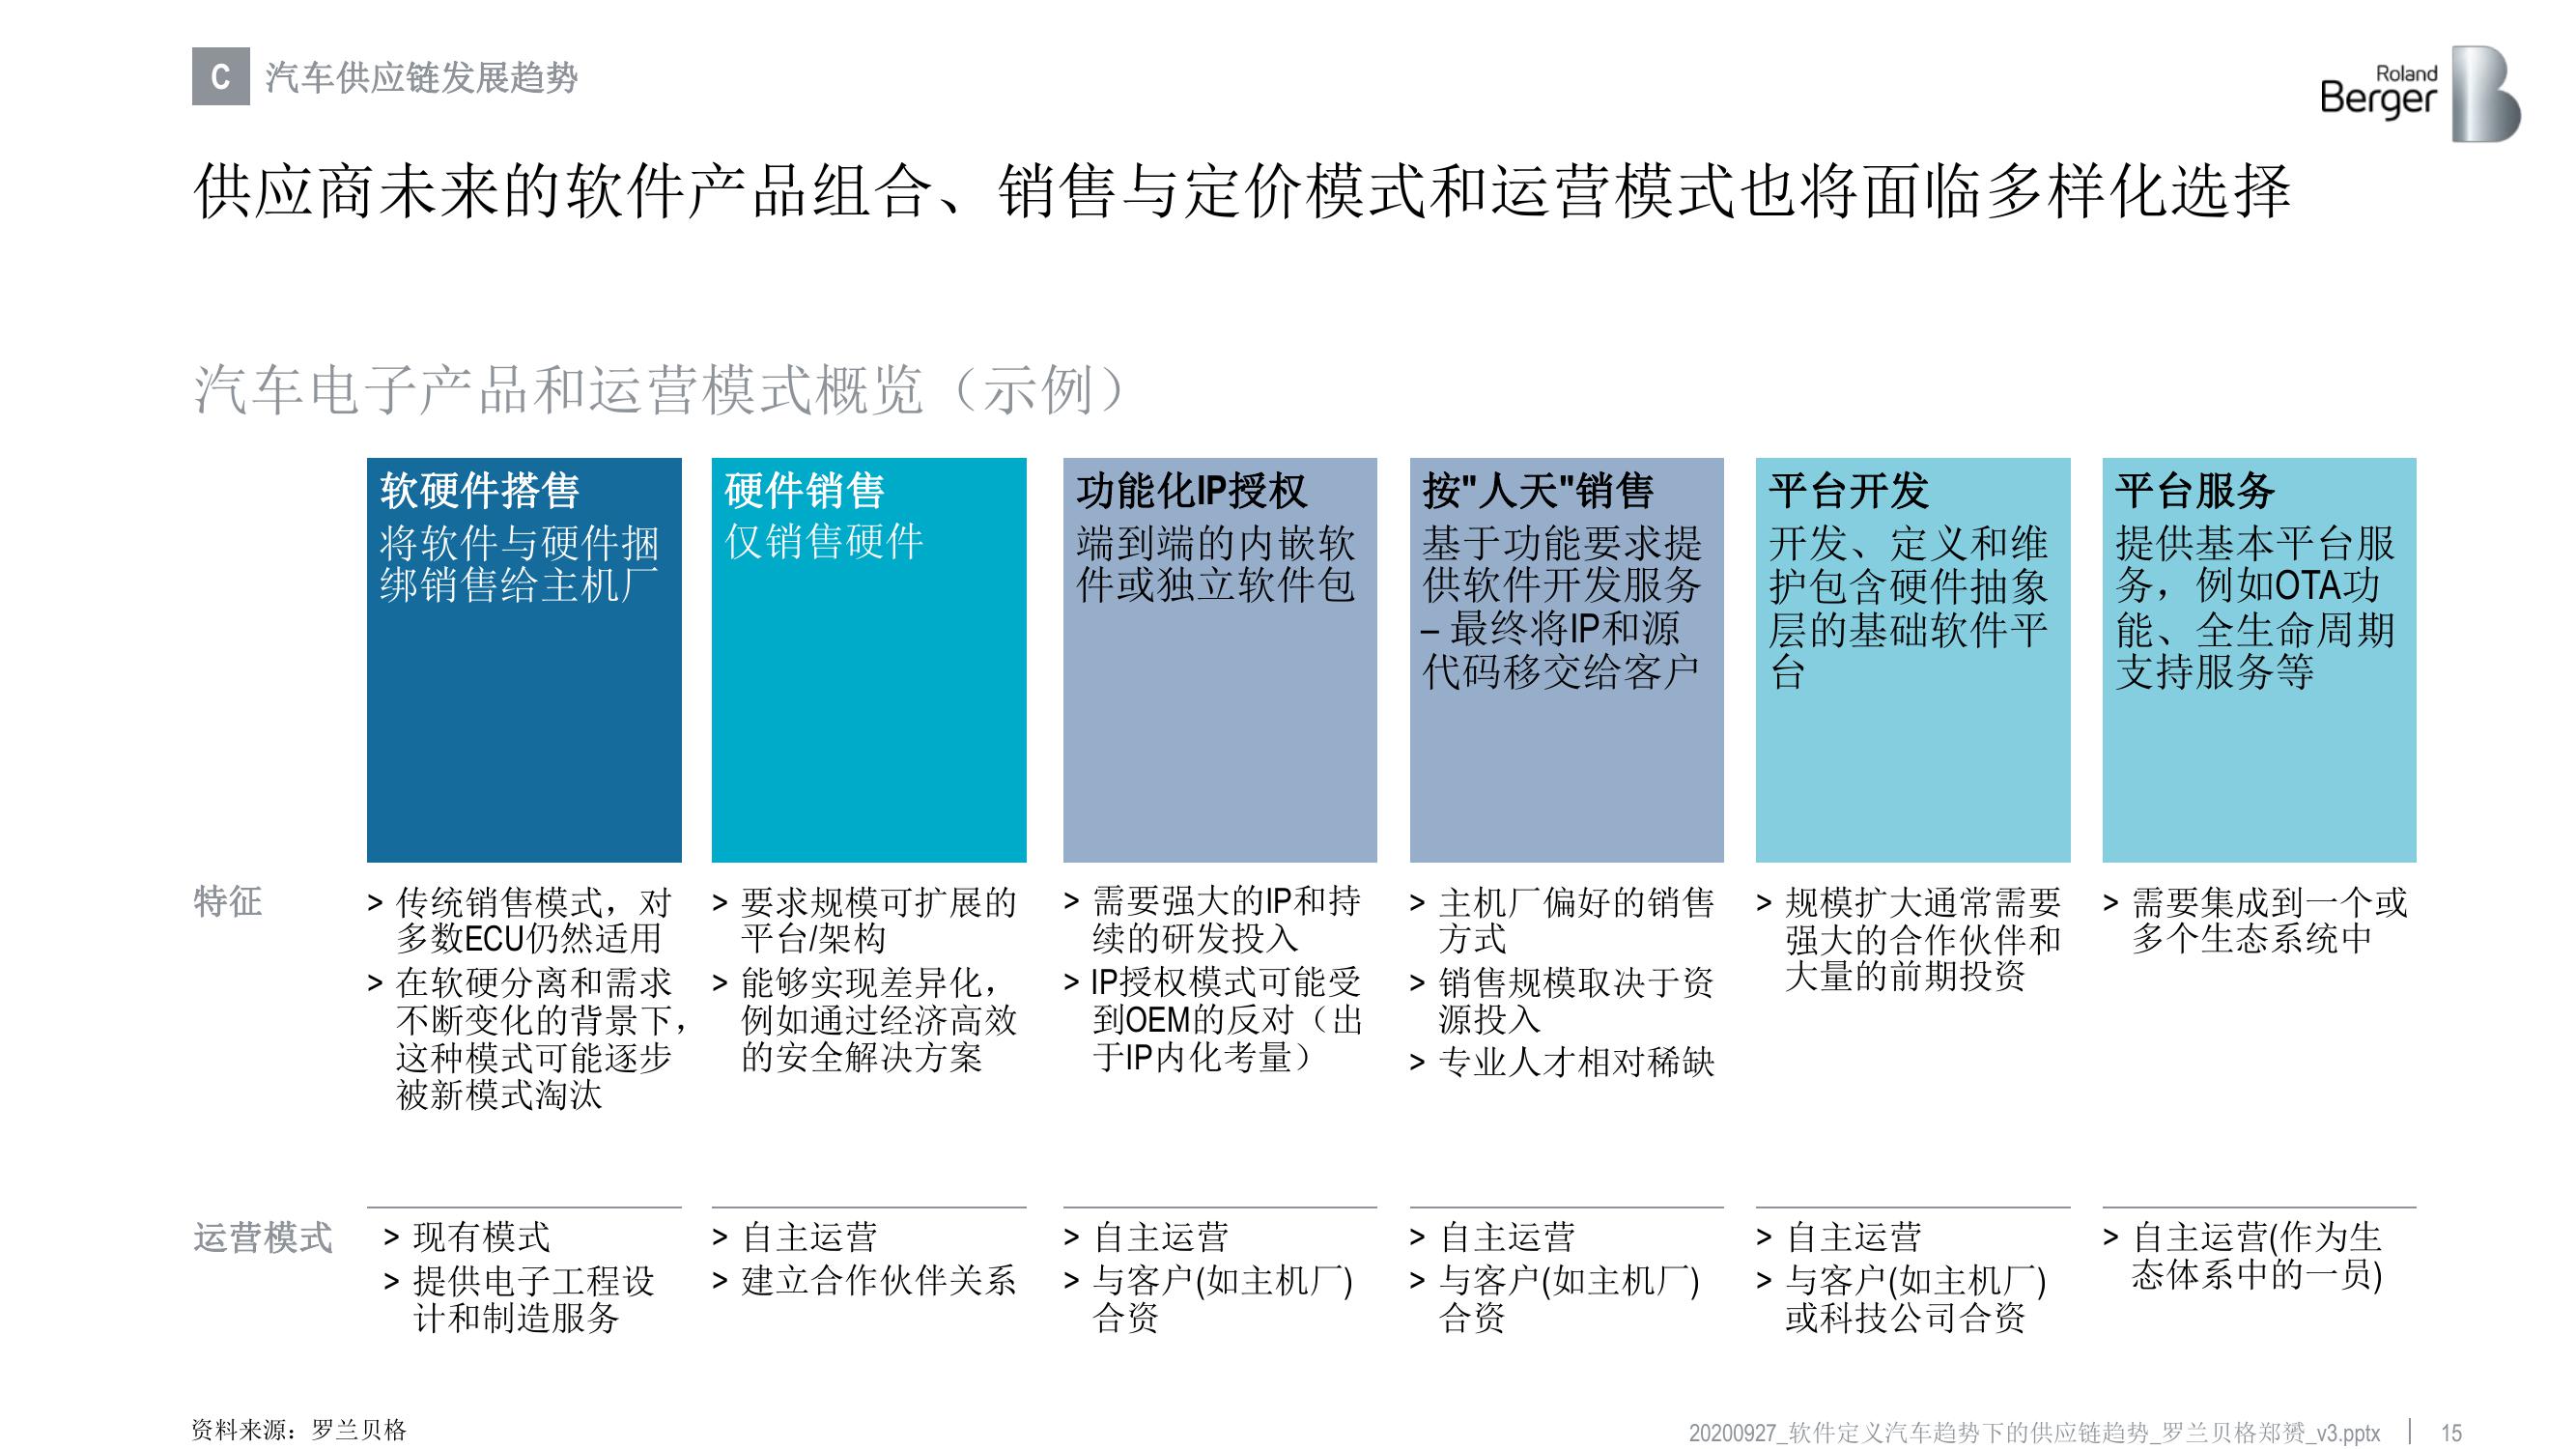 C 汽车供应链发展趋势
Roland
Berger
供应商未来的软件产品组合、销售与定价模式和运营模式也将面临多样化选择
汽车电子产品和运营模式概览（示例）
软硬件搭售
将软件与硬件捆
绑销售给主机厂
硬件销售
仅销售硬件
功能化IP授权
端到端的内嵌软
件或独立软件包
按"人天"销售
基于功能要求提
供软件开发服务
– 最终将IP和源
代码移交给客户
平台开发
开发、定义和维
护包含硬件抽象
层的基础软件平
台
平台服务
提供基本平台服
务，例如OTA功
能、全生命周期
支持服务等
特征
> 传统销售模式，对
多数ECU仍然适用
> 在软硬分离和需求
不断变化的背景下，
这种模式可能逐步
被新模式淘汰
> 要求规模可扩展的
平台/架构
> 能够实现差异化，
例如通过经济高效
的安全解决方案
> 需要强大的IP和持
续的研发投入
> IP授权模式可能受
到OEM的反对（出
于IP内化考量）
> 主机厂偏好的销售
方式
> 销售规模取决于资
源投入
> 专业人才相对稀缺
> 规模扩大通常需要
强大的合作伙伴和
大量的前期投资
> 需要集成到一个或
多个生态系统中
运营模式
> 现有模式
> 提供电子工程设
计和制造服务
> 自主运营
> 建立合作伙伴关系
> 自主运营
> 与客户(如主机厂)
合资
> 自主运营
> 与客户(如主机厂)
合资
> 自主运营
> 与客户(如主机厂)
或科技公司合资
> 自主运营(作为生
态体系中的一员)
资料来源：罗兰贝格
20200927_软件定义汽车趋势下的供应链趋势_罗兰贝格郑赟_v3.pptx | 15